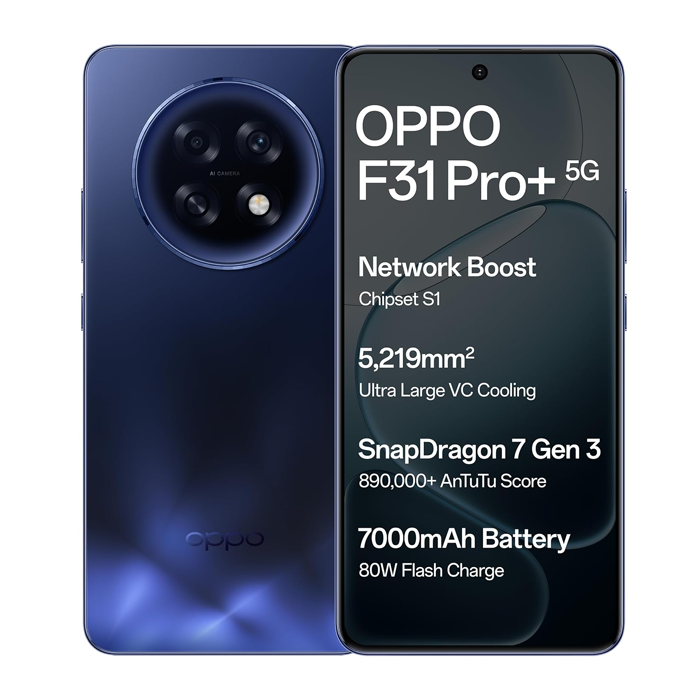 AI CAMERA
oppo
OPPO
F31 Pro+ 5G
Network Boost
Chipset S1
5,219mm²
Ultra Large VC Cooling
SnapDragon 7 Gen 3
890,000+ AnTuTu Score
7000mAh Battery
80W Flash Charge